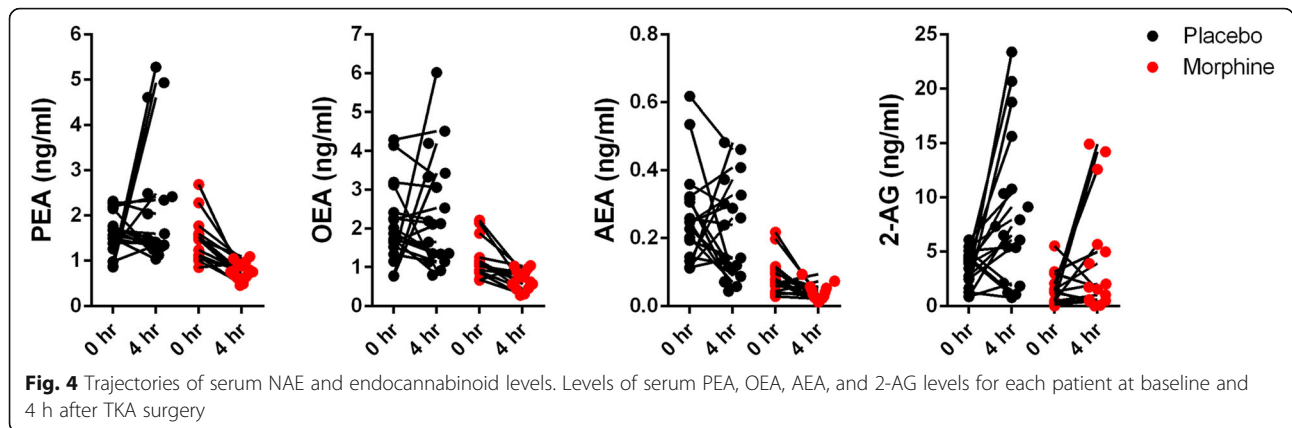 6
5
4
3
2
1
0
PEA (ng/ml)
0 hr
4 hr
0 hr
4 hr
7
6
5
4
3
2
1
0
OEA (ng/ml)
0 hr
4 hr
0 hr
4 hr
0.8
0.6
0.4
0.2
0.0
AEA (ng/ml)
0 hr
4 hr
0 hr
4 hr
25
20
15
10
5
0
2-AG (ng/ml)
0 hr
4 hr
0 hr
4 hr
Placebo
Morphine
Fig. 4 Trajectories of serum NAE and endocannabinoid levels. Levels of serum PEA, OEA, AEA, and 2-AG levels for each patient at baseline and
4 h after TKA surgery